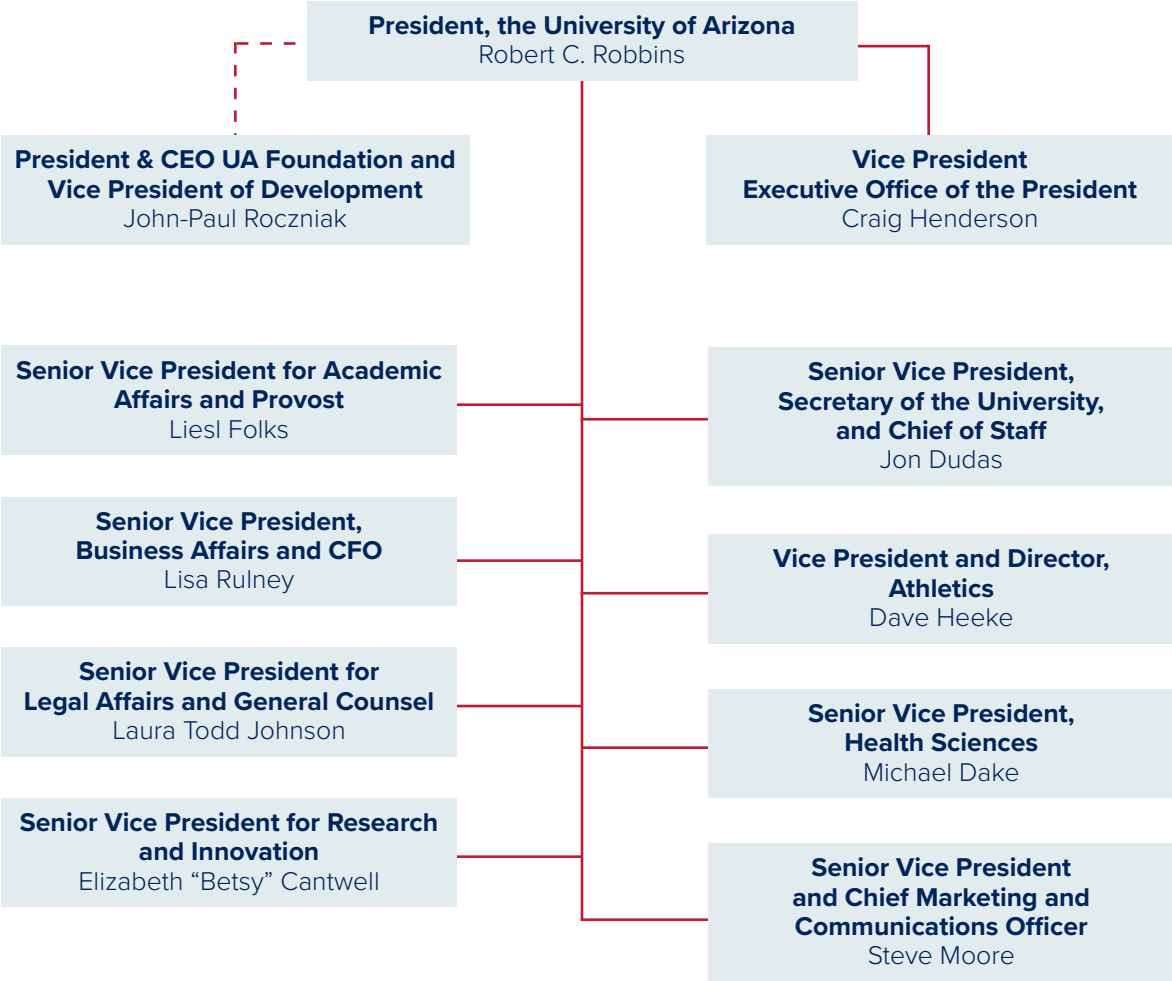 President, the University of Arizona
Robert C. Robbins
President & CEO UA Foundation and
Vice President of Development
John-Paul Roczniak
Vice President
Executive Office of the President
Craig Henderson
Senior Vice President for Academic
Affairs and Provost
Liesl Folks
Senior Vice President,
Secretary of the University,
and Chief of Staff
Jon Dudas
Senior Vice President,
Business Affairs and CFO
Lisa Rulney
Vice President and Director,
Athletics
Dave Heeke
Senior Vice President for
Legal Affairs and General Counsel
Laura Todd Johnson
Senior Vice President,
Health Sciences
Michael Dake
Senior Vice President for Research
and Innovation
Elizabeth “Betsy” Cantwell
Senior Vice President
and Chief Marketing and
Communications Officer
Steve Moore